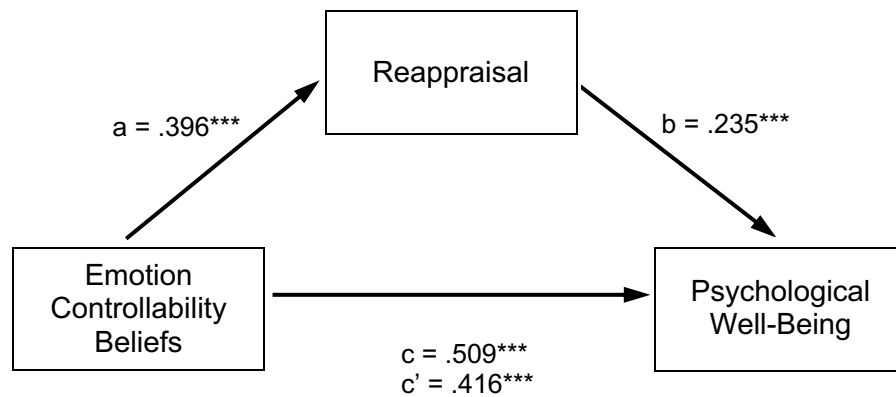 Reappraisal
a = .396***
b = .235***
Emotion
Controllability
Beliefs
Psychological
Well-Being
c = .509***
c’ = .416***